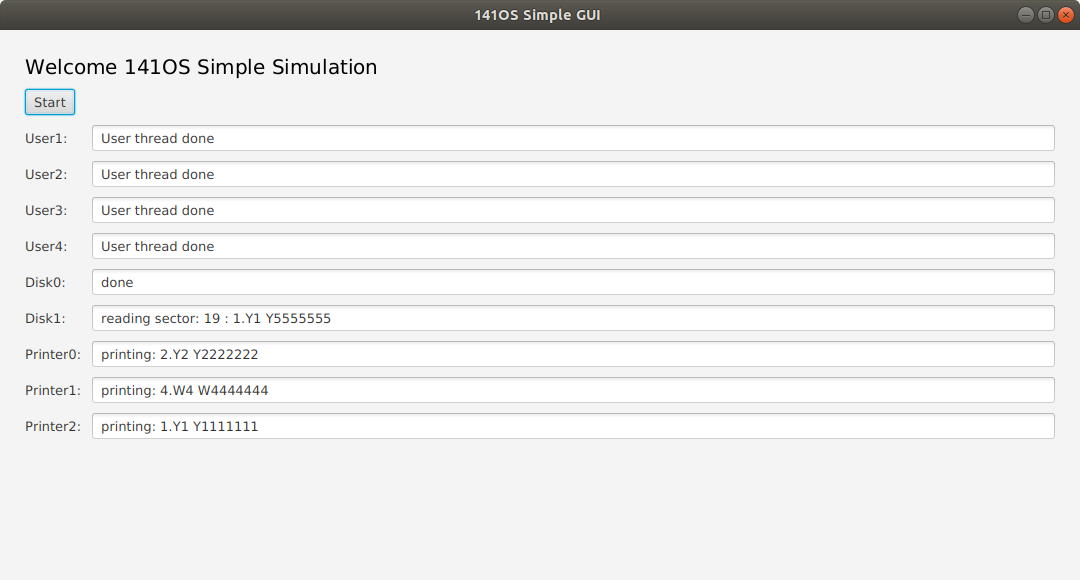 141OS Simple GUI
Welcome 141OS Simple Simulation
Start
User1: User thread done
User2: User thread done
User3: User thread done
User4: User thread done
Disk0: done
Disk1: reading sector: 19 : 1.Y1 Y5555555
Printer0: printing: 2.Y2 Y2222222
Printer1: printing: 4.W4 W4444444
Printer2: printing: 1.Y1 Y1111111